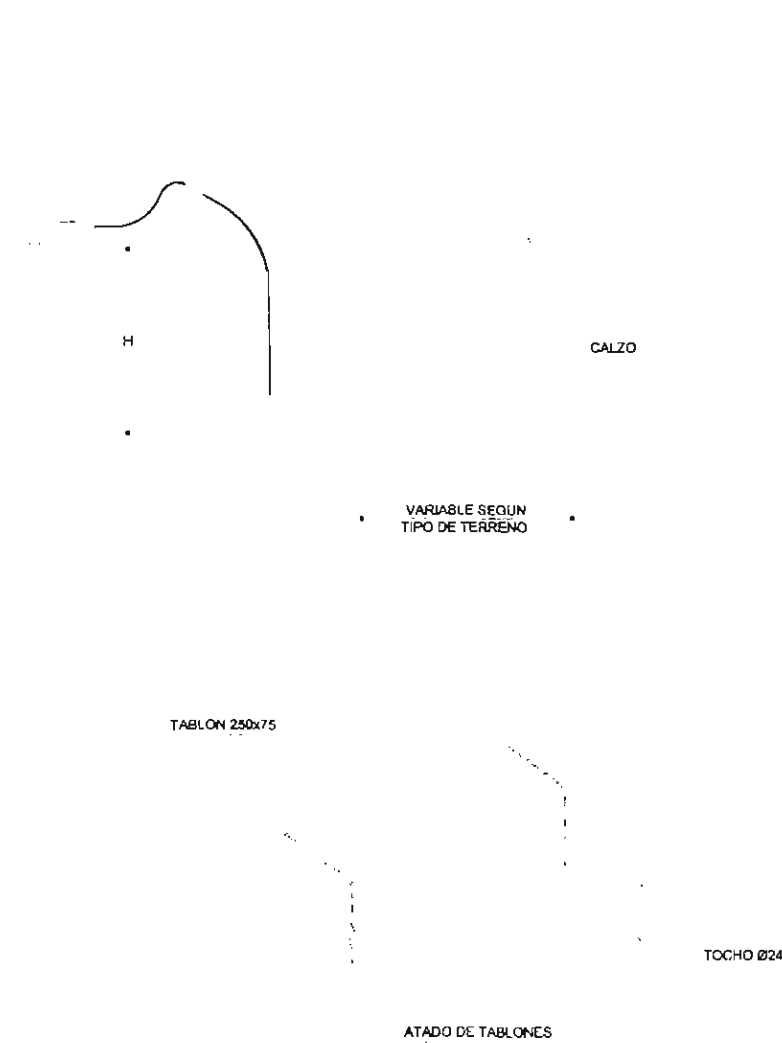 H
CALZO
VARIABLE SEGUN
TIPO DE TERRENO
TABLON 250x75
TOCHO Ø24
ATADO DE TABLONES